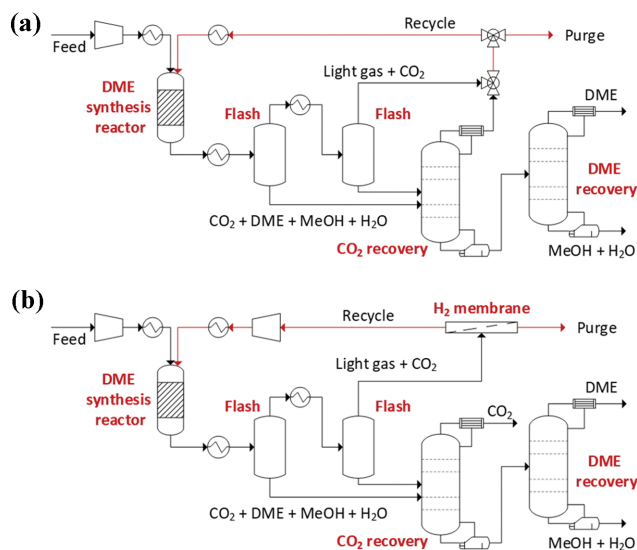 (a)
Recycle
Feed
Purge
Light gas + CO₂
DME
DME
synthesis
reactor
Flash
Flash
DME
recovery
CO₂ + DME + MeOH + H₂O
CO₂ recovery
MeOH + H₂O
(b)
H₂ membrane
Recycle
Feed
Purge
Light gas + CO₂
DME
DME
synthesis
reactor
Flash
Flash
CO₂
DME
recovery
CO₂ + DME + MeOH + H₂O
CO₂ recovery
MeOH + H₂O